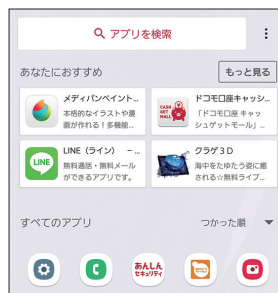 アプリを検索
あなたにおすすめ
もっと見る
メディバンペイント...
本格的なイラストや漫
画が作れる！多機能...
CASH GET MALL
ドコモ口座キャッシ...
「ドコモ口座 キャッ
シュゲットモール」...
LINE
LINE（ライン） －...
無料通話・無料メール
ができるアプリです。
クラゲ３Ｄ
海中をたゆたう姿に癒
される☆無料ライブ...
すべてのアプリ
つかった順
あんしん
セキュリティ